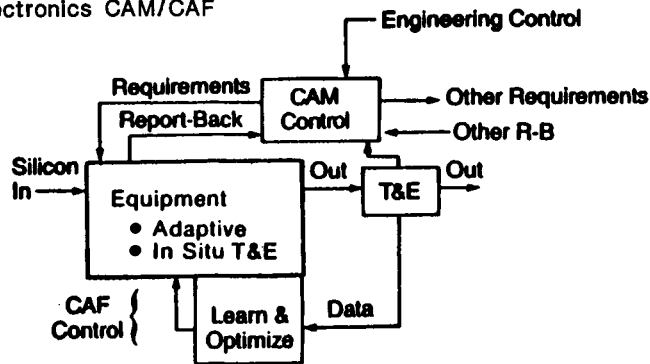 CAM/CAF
Engineering Control
Requirements
CAM
Control
Other Requirements
Report-Back
Other R-B
Silicon
In
Out
Out
T&E
Equipment
• Adaptive
• In Situ T&E
CAF
Control
Learn &
Optimize
Data